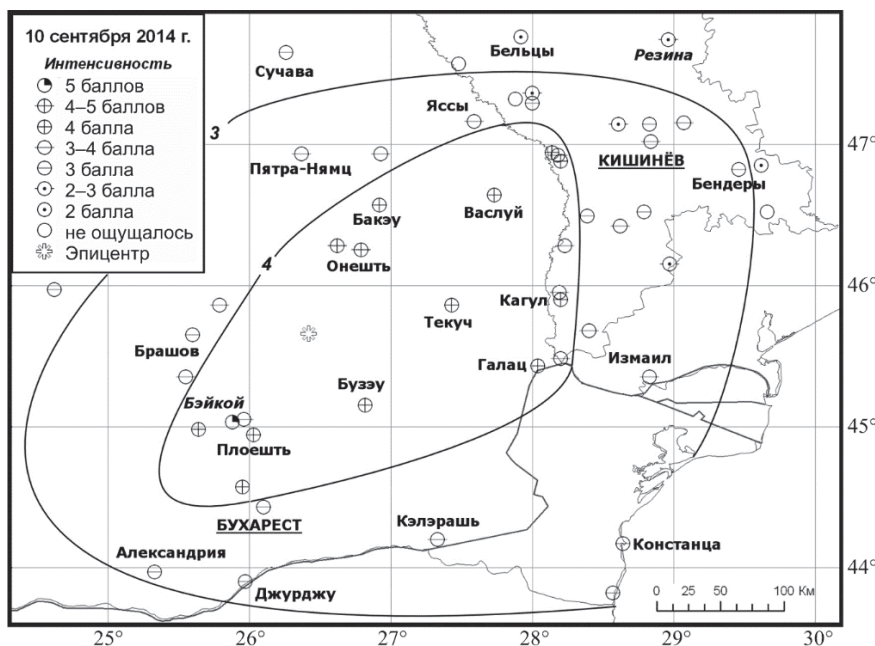 10 сентября 2014 г.
Интенсивность
5 баллов
4–5 баллов
4 балла
3–4 балла
3 балла
2–3 балла
2 балла
не ощущалось
Эпицентр
Бельцы
Резина
Сучава
3
Яссы
47°
Пятра-Нямц
КИШИНЁВ
Бендеры
Бакэу
Васлуй
4
Онешть
46°
Кагул
Текуч
Брашов
Галац
Измаил
Бузэу
Бэйкой
45°
Плоешть
БУХАРЕСТ
Кэлэрашь
Констанца
Александрия
44°
Джурджу
0 50 100 Км
25° 26° 27° 28° 29° 30°